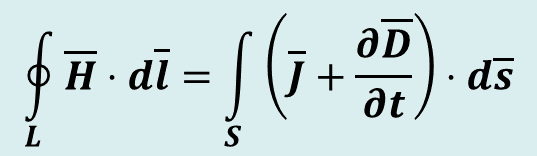 ∮_L H̅ · dl̅ = ∫_S (J̅ + ∂D̅/∂t) · ds̅